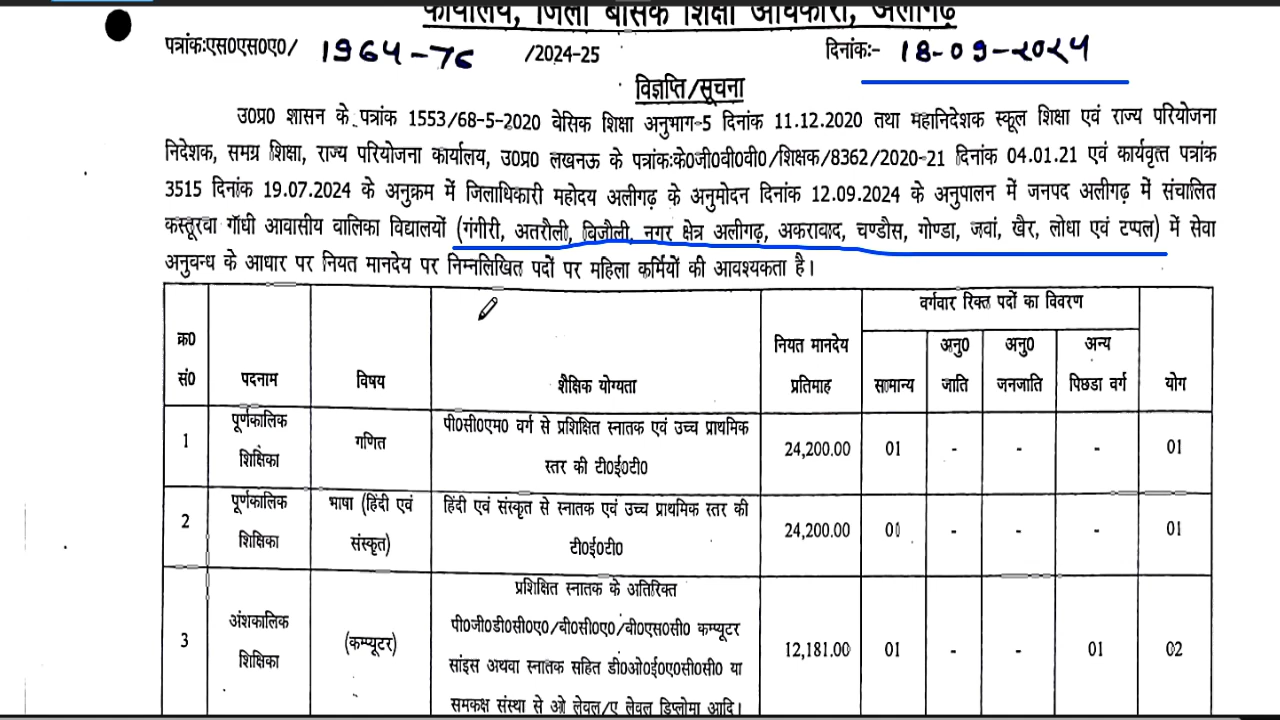 कार्यालय, जिला बेसिक शिक्षा अधिकारी, अलीगढ़
पत्रांकःएस0एस0ए0/ 1964-76 /2024-25 दिनांकः- 18-09-२०२४
विज्ञप्ति/सूचना
उ0प्र0 शासन के पत्रांक 1553/68-5-2020 वेसिक शिक्षा अनुभाग-5 दिनांक 11.12.2020 तथा महानिदेशक स्कूल शिक्षा एवं राज्य परियोजना
निदेशक, समग्र शिक्षा, राज्य परियोजना कार्यालय, उ0प्र0 लखनऊ के पत्रांकःके0जी0वी0वी0/शिक्षक/8362/2020-21 दिनांक 04.01.21 एवं कार्यवृत्त पत्रांक
3515 दिनांक 19.07.2024 के अनुक्रम में जिलाधिकारी महोदय अलीगढ़ के अनुमोदन दिनांक 12.09.2024 के अनुपालन में जनपद अलीगढ़ में संचालित
कस्तूरवा गॉधी आवासीय वालिका विद्यालयों (गंगीरी, अतरौली, विजौली, नगर क्षेत्र अलीगढ़, अकरावाद, चण्डौस, गोण्डा, जवां, खैर, लोधा एवं टप्पल) में सेवा
अनुवन्ध के आधार पर नियत मानदेय पर निम्नलिखित पदों पर महिला कर्मियों की आवश्यकता है।
क्र0 सं0 पदनाम विषय शैक्षिक योग्यता नियत मानदेय प्रतिमाह वर्गवार रिक्त पदों का विवरण योग
सामान्य अनु0 जाति अनु0 जनजाति अन्य पिछडा वर्ग
1 पूर्णकालिक शिक्षिका गणित पी0सी0एम0 वर्ग से प्रशिक्षित स्नातक एवं उच्च प्राथमिक 24,200.00 01 - - - 01
स्तर की टी0ई0टी0
2 पूर्णकालिक शिक्षिका भाषा (हिंदी एवं संस्कृत) हिंदी एवं संस्कृत से स्नातक एवं उच्च प्राथमिक स्तर की 24,200.00 01 - - - 01
टी0ई0टी0
प्रशिक्षित स्नातक के अतिरिक्त
3 अंशकालिक शिक्षिका (कम्प्यूटर) पी0जी0डी0सी0ए0/वी0सी0ए0/वी0एस0सी0 कम्प्यूटर 12,181.00 01 - - 01 02
सांइस अथवा स्नातक सहित डी0ओ0ई0ए0सी0सी0 या
समकक्ष संस्था से ओ लेवल/ए लेवल डिप्लोमा आदि।